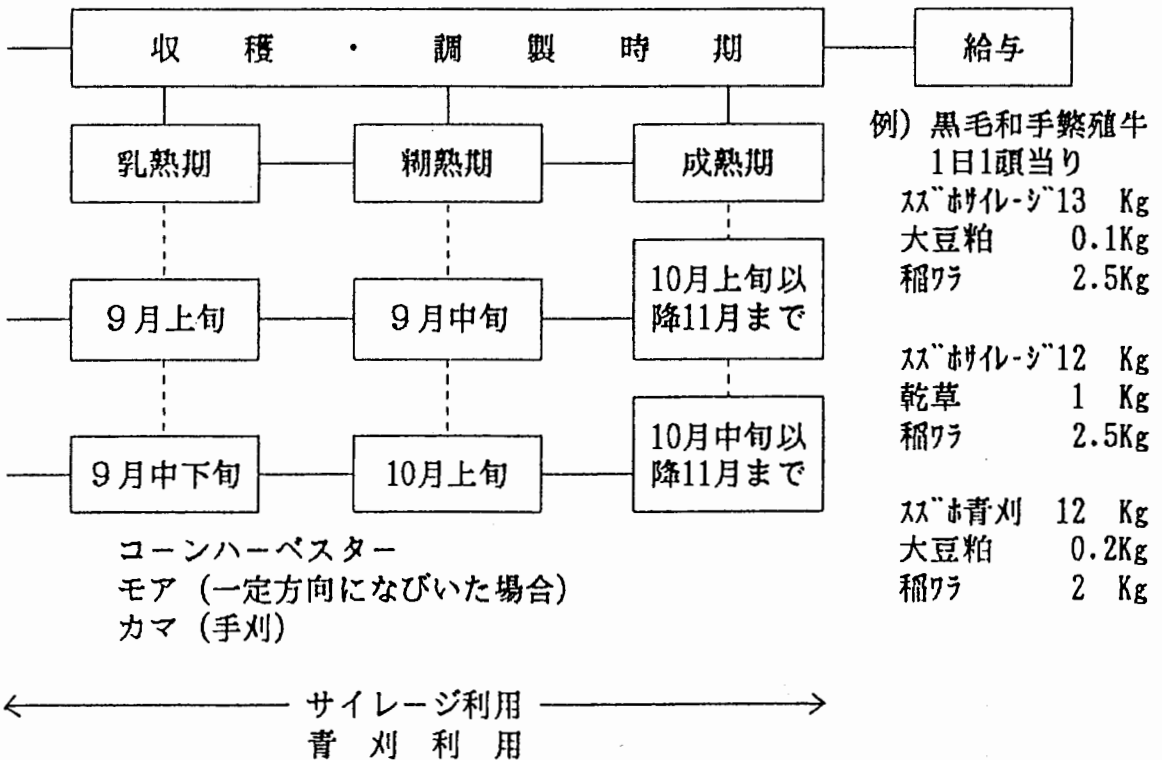 収穫・調製時期
給与
乳熟期
糊熟期
成熟期
9月上旬
9月中旬
10月上旬以
降11月まで
9月中下旬
10月上旬
10月中旬以
降11月まで
コーンハーベスター
モア (一定方向になびいた場合)
カマ (手刈)
サイレージ利用
青刈利用
例) 黒毛和手繁殖牛
1日1頭当り
スズホサイレージ 13 Kg
大豆粕 0.1Kg
稲ワラ 2.5Kg
スズホサイレージ 12 Kg
乾草 1 Kg
稲ワラ 2.5Kg
スズホ青刈 12 Kg
大豆粕 0.2Kg
稲ワラ 2 Kg